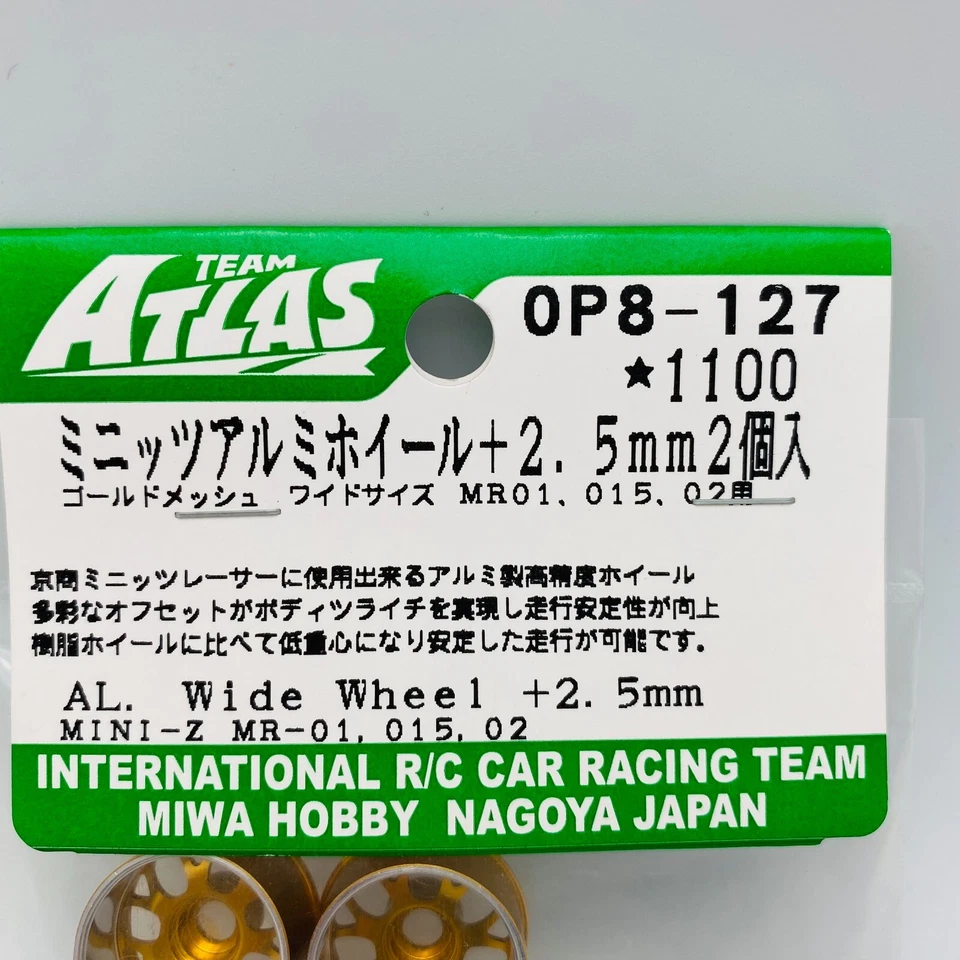 TEAM
ATLAS
OP8-127
★1100
ミニッツアルミホイール+2.5mm2個入
ゴールドメッシュ ワイドサイズ MR01、015、02用
京商ミニッツレーサーに使用出来るアルミ製高精度ホイール
多彩なオフセットがボディツライチを実現し走行安定性が向上
樹脂ホイールに比べて低重心になり安定した走行が可能です。
AL. Wide Wheel +2.5mm
MINI-Z MR-01, 015, 02
INTERNATIONAL R/C CAR RACING TEAM
MIWA HOBBY NAGOYA JAPAN